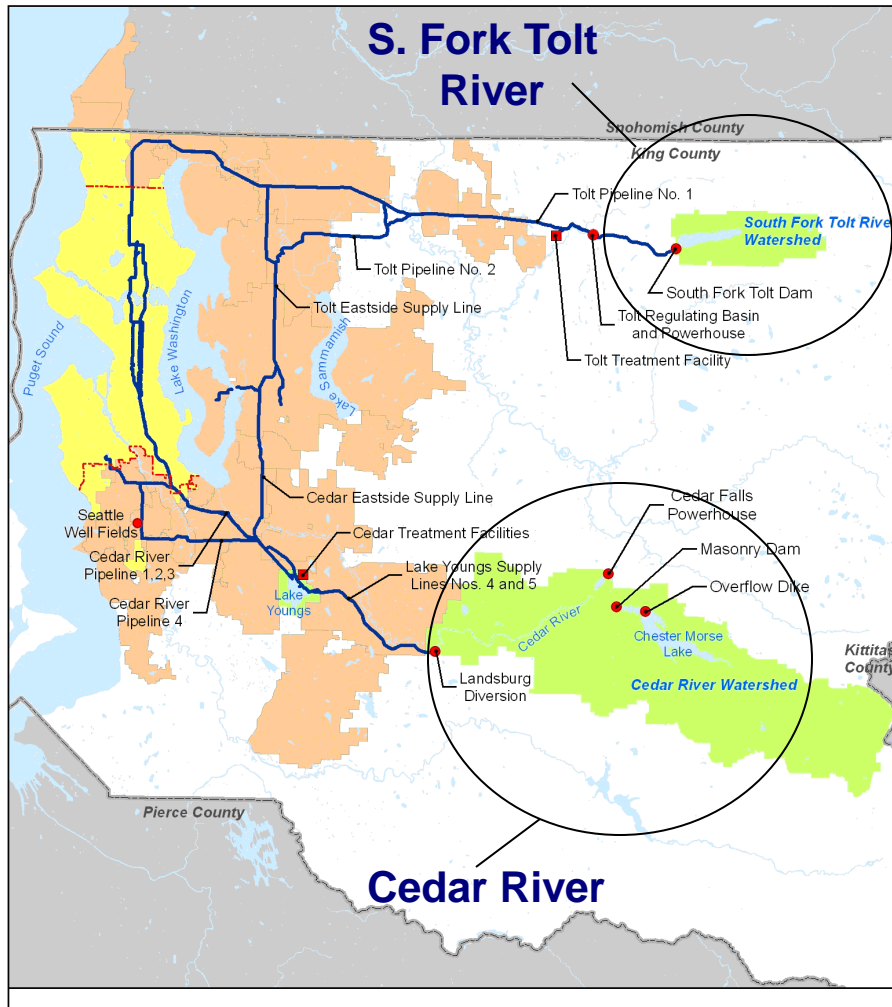 S. Fork Tolt
River
Snohomish County
King County
Tolt Pipeline No. 1
South Fork Tolt Rive
Watershed
Tolt Pipeline No. 2
South Fork Tolt Dam
Tolt Eastside Supply Line
Tolt Regulating Basin
and Powerhouse
Puget Sound
Lake Washington
Lake Sammamish
Tolt Treatment Facility
Cedar Eastside Supply Line
Cedar Falls
Powerhouse
Seattle
Well Fields
Cedar Treatment Facilities
Masonry Dam
Cedar River
Pipeline 1,2,3
Lake Youngs Supply
Lines Nos. 4 and 5
Overflow Dike
Cedar River
Pipeline 4
Lake
Youngs
Cedar River
Chester Morse
Lake
Kittitas
County
Landsburg
Diversion
Cedar River Watershed
Pierce County
Cedar River